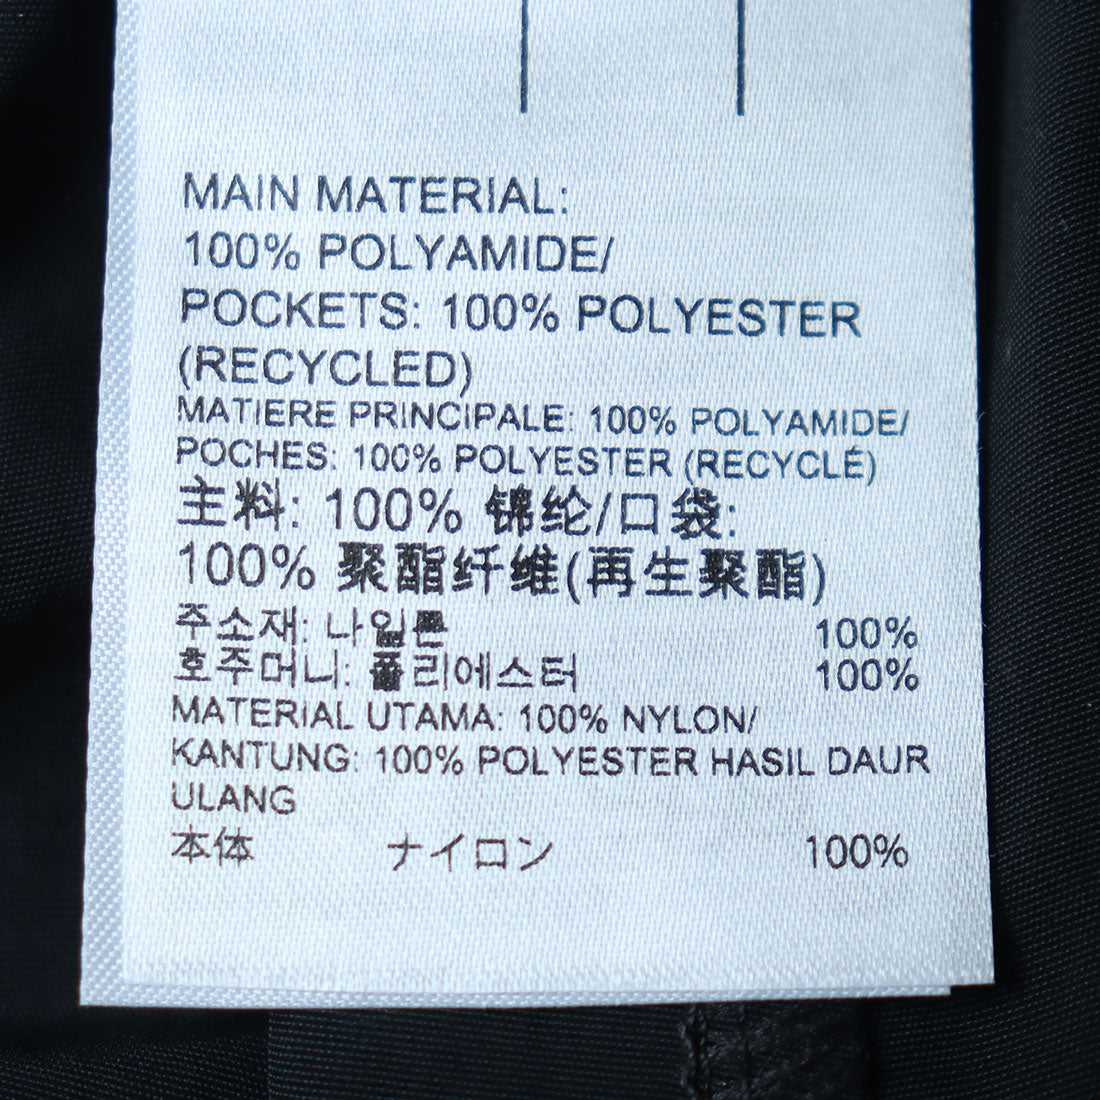 MAIN MATERIAL:
100% POLYAMIDE/
POCKETS: 100% POLYESTER
(RECYCLED)
MATIERE PRINCIPALE: 100% POLYAMIDE/
POCHES: 100% POLYESTER (RECYCLÉ)
主料: 100% 锦纶/口袋:
100% 聚酯纤维(再生聚酯)
주소재: 나일론 100%
호주머니: 폴리에스터 100%
MATERIAL UTAMA: 100% NYLON/
KANTUNG: 100% POLYESTER HASIL DAUR
ULANG
本体 ナイロン 100%